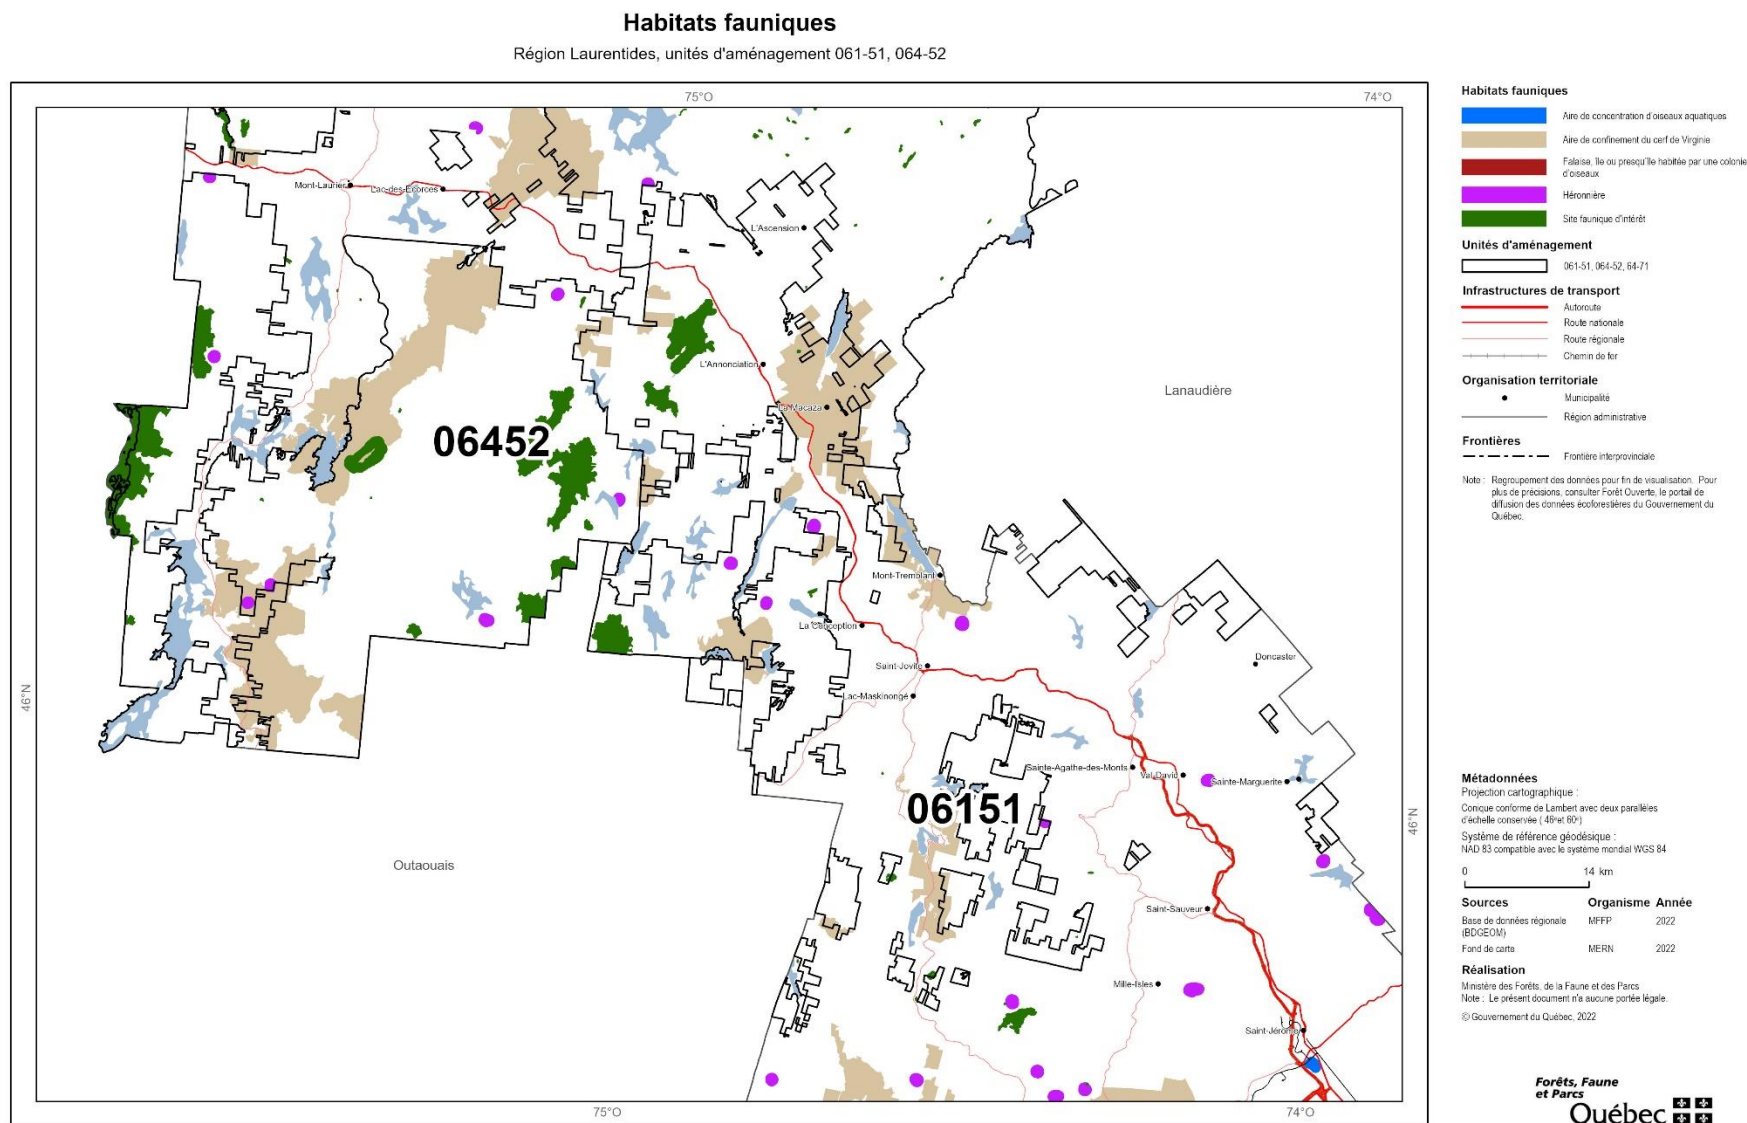 Habitats fauniques
Région Laurentides, unités d'aménagement 061-51, 064-52
75°O
74°O
Mont-Laurier
Lac-des-Écorces
L'Ascension
L'Annonciation
La Macaza
Lanaudière
06452
46°N
Mont-Tremblant
La Conception
Saint-Jovite
Lac-Maskinongé
Doncaster
Sainte-Agathe-des-Monts
Val-David
Sainte-Marguerite
06151
46°N
Outaouais
Saint-Sauveur
Mille-Isles
Saint-Jérôme
75°O
74°O
Habitats fauniques
Aire de concentration d'oiseaux aquatiques
Aire de confinement du cerf de Virginie
Falaise, île ou presqu'île habitée par une colonie
d'oiseaux
Héronnière
Site faunique d'intérêt
Unités d'aménagement
061-51, 064-52, 64-71
Infrastructures de transport
Autoroute
Route nationale
Route régionale
Chemin de fer
Organisation territoriale
Municipalité
Région administrative
Frontières
Frontière interprovinciale
Note : Regroupement des données pour fin de visualisation. Pour
plus de précisions, consulter Forêt Ouverte, le portail de
diffusion des données écoforestières du Gouvernement du
Québec.
Métadonnées
Projection cartographique :
Conique conforme de Lambert avec deux parallèles
d'échelle conservée ( 46º et 60º)
Système de référence géodésique :
NAD 83 compatible avec le système mondial WGS 84
0 14 km
Sources Organisme Année
Base de données régionale MFFP 2022
(BDGEOM)
Fond de carte MERN 2022
Réalisation
Ministère des Forêts, de la Faune et des Parcs
Note : Le présent document n'a aucune portée légale.
© Gouvernement du Québec, 2022
Forêts, Faune
et Parcs
Québec